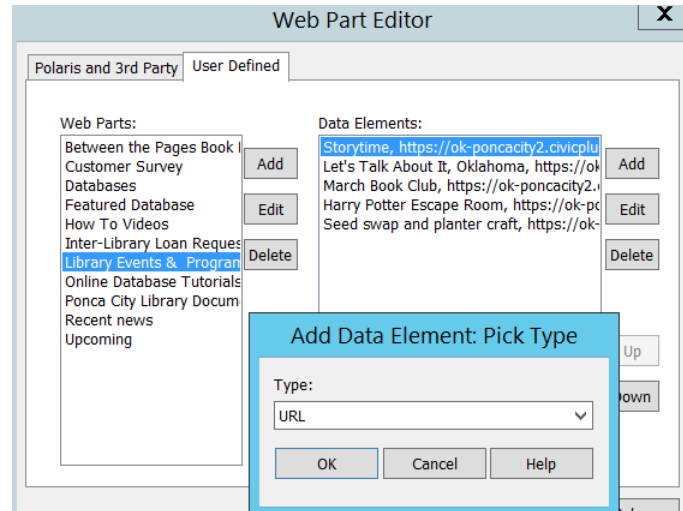 Web Part Editor
X
Polaris and 3rd Party
User Defined
Web Parts:
Between the Pages Book
Customer Survey
Databases
Featured Database
How To Videos
Inter-Library Loan Reques
Library Events & Program
Online Database Tutorials
Ponca City Library Docum
Recent news
Upcoming
Add
Edit
Delete
Data Elements:
Storytime, https://ok-poncacity2.civicplu
Let's Talk About It, Oklahoma, https://ok
March Book Club, https://ok-poncacity2.
Harry Potter Escape Room, https://ok-po
Seed swap and planter craft, https://ok-
Add
Edit
Delete
Up
Down
Add Data Element: Pick Type
Type:
URL
OK
Cancel
Help